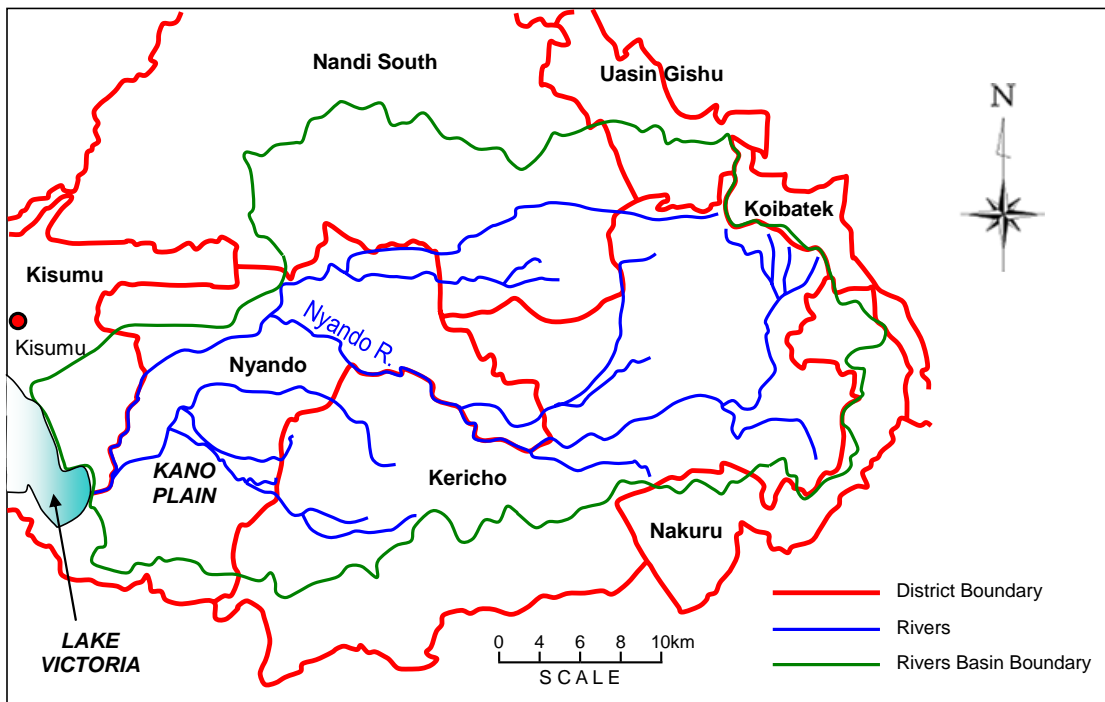 Nandi South
Uasin Gishu
N
Koibatek
Kisumu
Kisumu
Nyando R.
Nyando
KANO
PLAIN
Kericho
Nakuru
LAKE
VICTORIA
0 4 6 8 10km
SCALE
District Boundary
Rivers
Rivers Basin Boundary